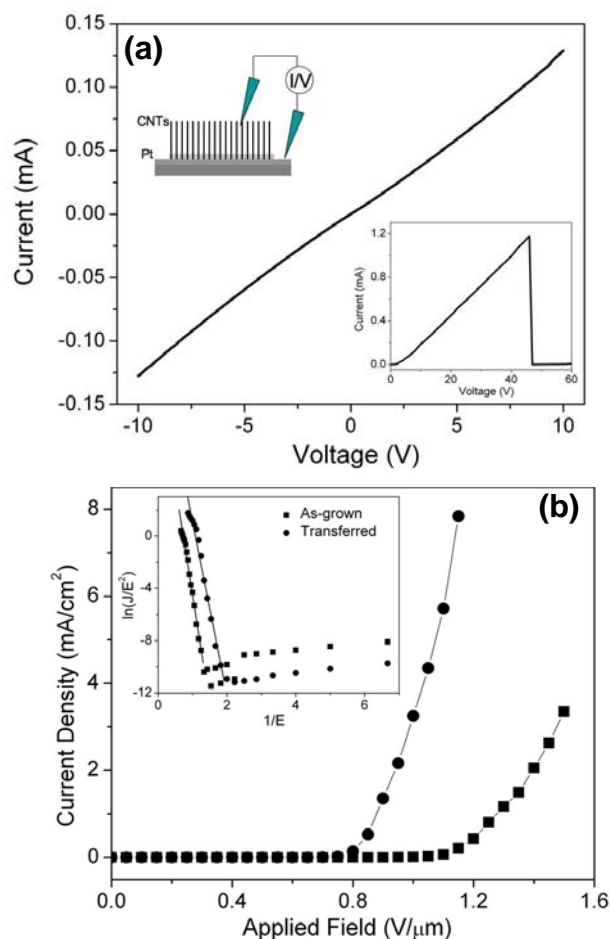 (a)
I/V
CNTs
Pt
Current (mA)
0.15
0.10
0.05
0.00
-0.05
-0.10
-0.15
-10
-5
0
5
10
Voltage (V)
Current (mA)
1.2
0.8
0.4
0.0
0
20
40
60
Voltage (V)
(b)
Current Density (mA/cm²)
8
6
4
2
0
0.0
0.4
0.8
1.2
1.6
Applied Field (V/μm)
As-grown
Transferred
ln(J/E²)
0
-4
-8
-12
0
2
4
6
1/E